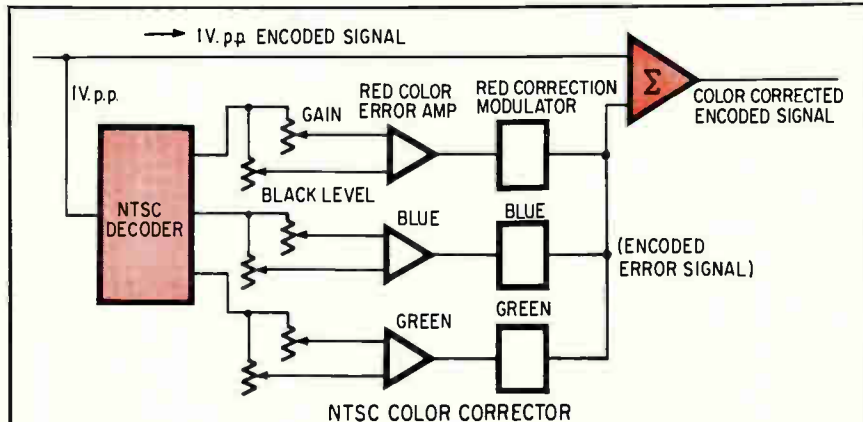 1V.p.p. ENCODED SIGNAL
1V.p.p.
RED COLOR
ERROR AMP
RED CORRECTION
MODULATOR
Σ
COLOR CORRECTED
ENCODED SIGNAL
GAIN
BLACK LEVEL
NTSC
DECODER
BLUE
BLUE
(ENCODED
ERROR SIGNAL)
GREEN
GREEN
NTSC COLOR CORRECTOR